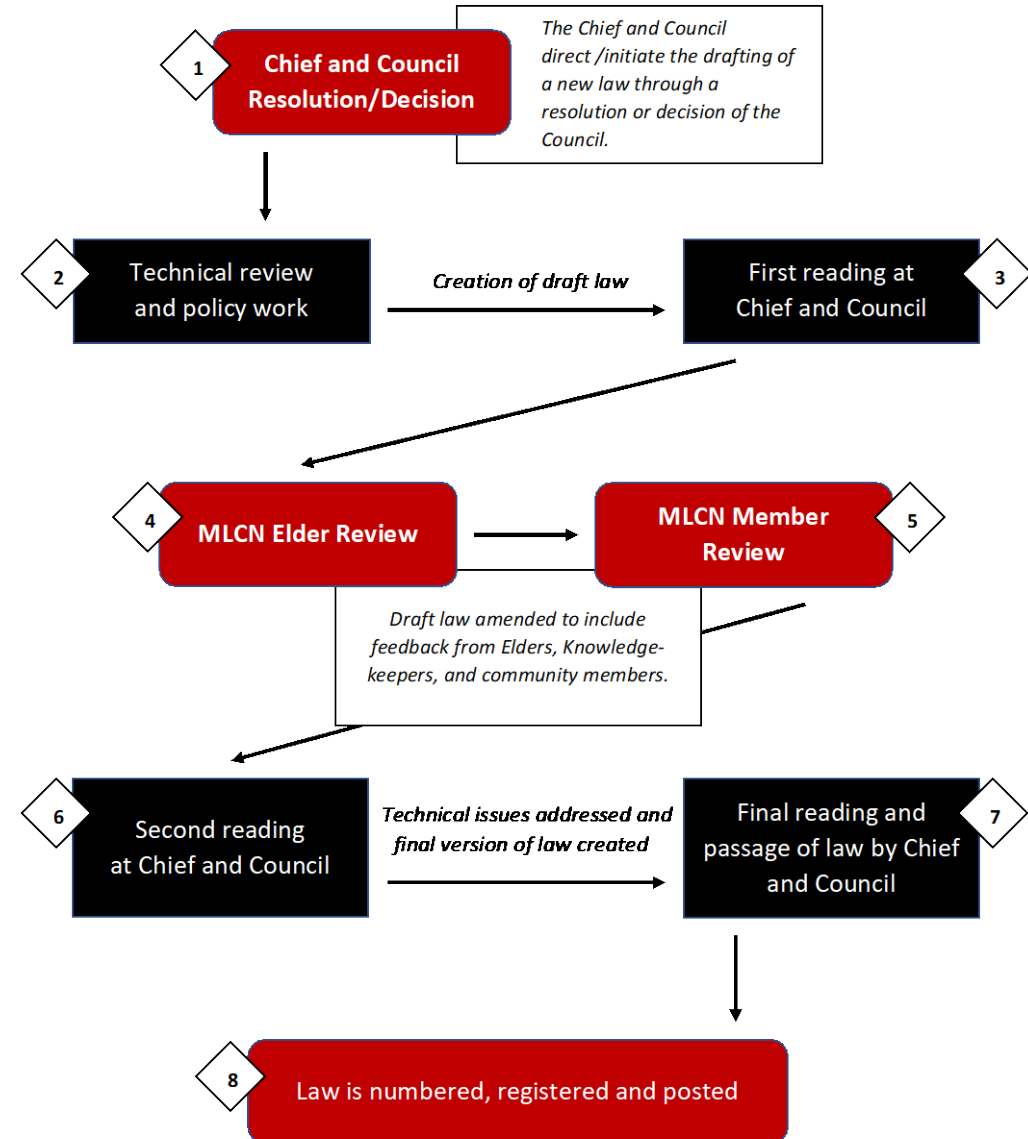 1
Chief and Council
Resolution/Decision
The Chief and Council
direct /initiate the drafting of
a new law through a
resolution or decision of the
Council.
2
Technical review
and policy work
Creation of draft law
First reading at
Chief and Council
3
4
MLCN Elder Review
MLCN Member
Review
5
Draft law amended to include
feedback from Elders, Knowledge-
keepers, and community members.
6
Second reading
at Chief and Council
Technical issues addressed and
final version of law created
Final reading and
passage of law by Chief
and Council
7
8
Law is numbered, registered and posted